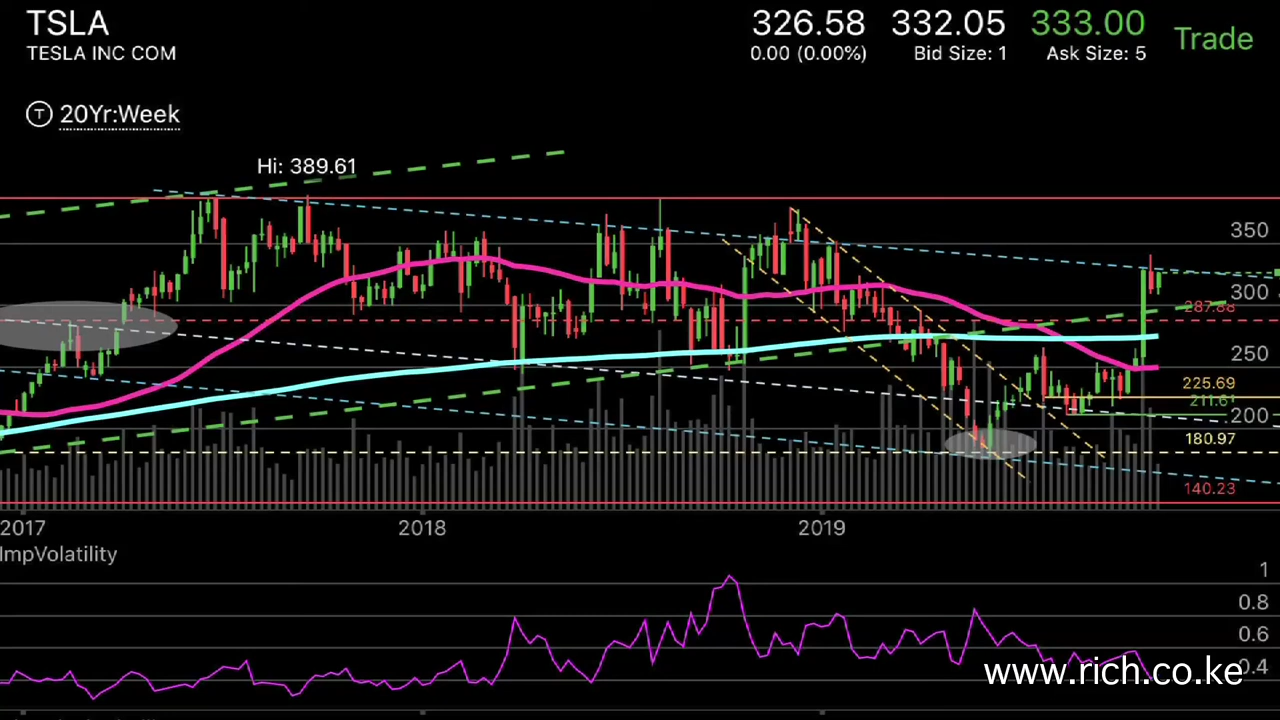 TSLA
326.58 332.05 333.00
Trade
TESLA INC COM
0.00 (0.00%) Bid Size: 1 Ask Size: 5
T 20Yr:Week
Hi: 389.61
350
300
287.88
250
225.69
211.61
200
180.97
140.23
2017 2018 2019
ImpVolatility
1
0.8
0.6
0.4
www.rich.co.ke